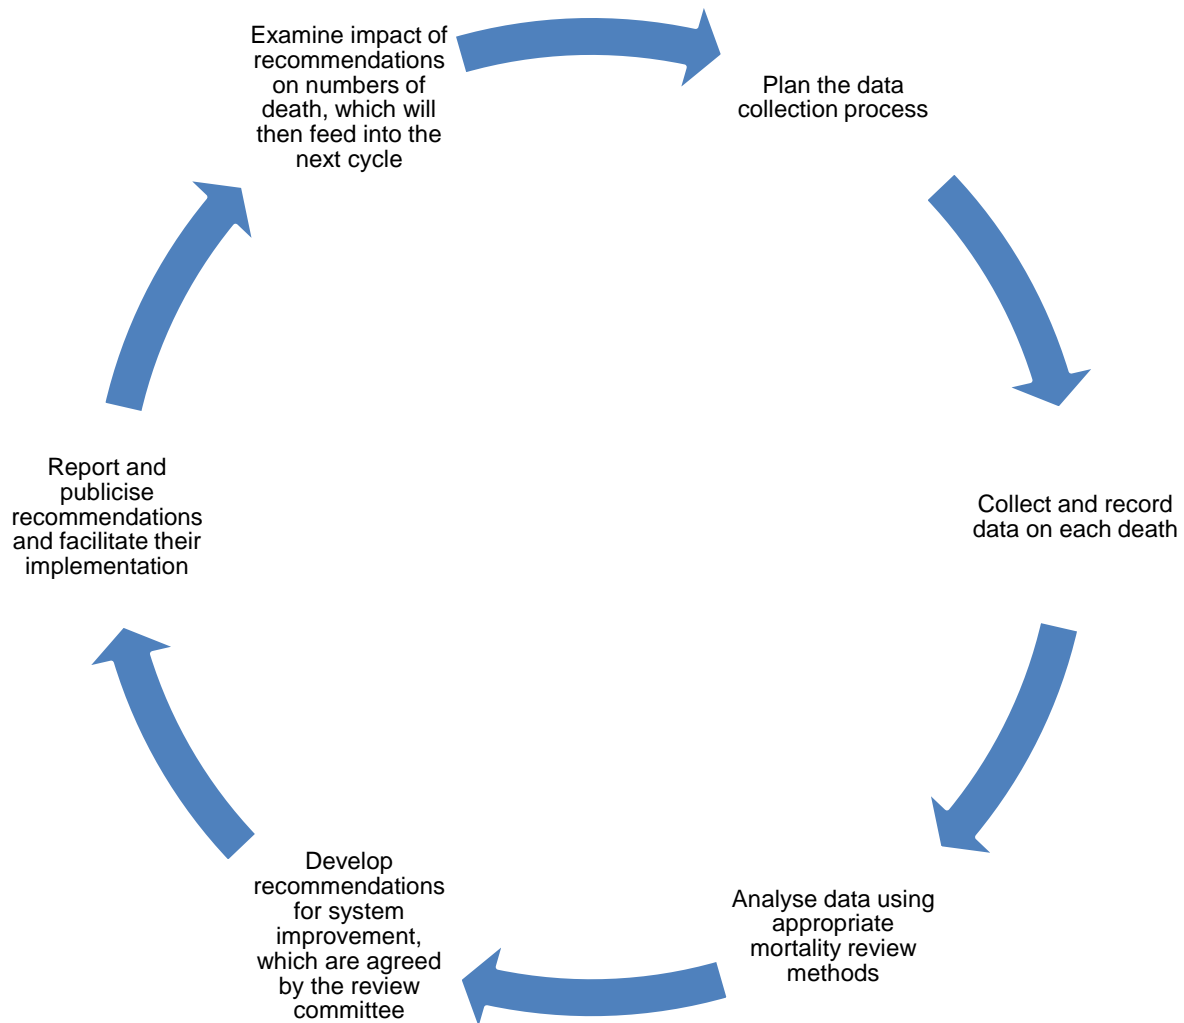 Examine impact of
recommendations
on numbers of
death, which will
then feed into the
next cycle
Plan the data
collection process
Collect and record
data on each death
Analyse data using
appropriate
mortality review
methods
Develop
recommendations
for system
improvement,
which are agreed
by the review
committee
Report and
publicise
recommendations
and facilitate their
implementation